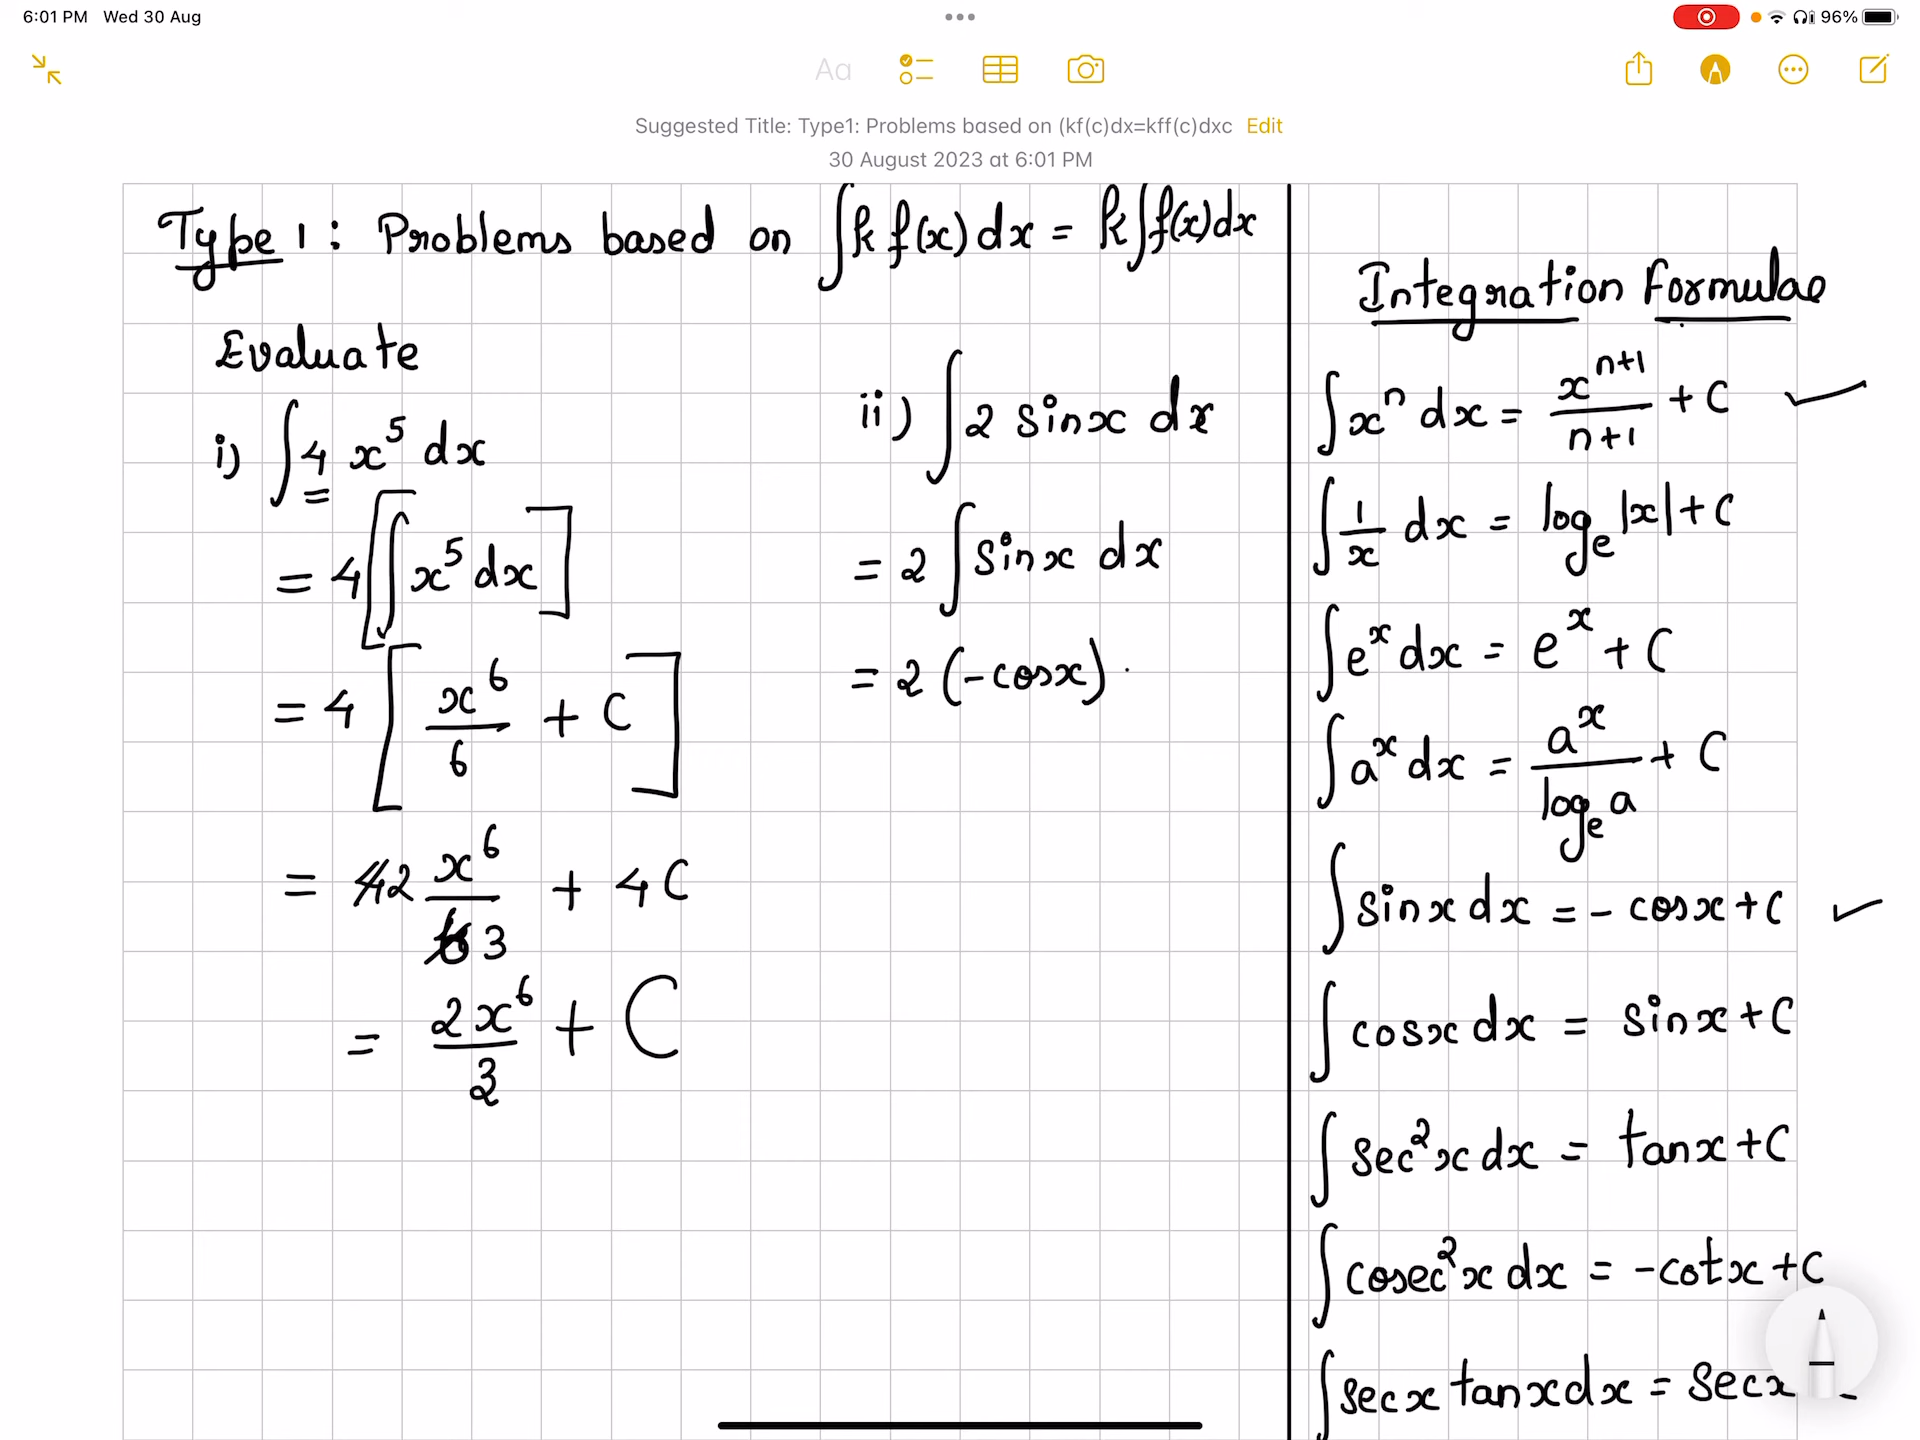 6:01 PM Wed 30 Aug
96%
Aa
Suggested Title: Type1: Problems based on (kf(c)dx=kff(c)dxc Edit
30 August 2023 at 6:01 PM
Type 1 : Problems based on ∫k f(x) dx = k∫f(x)dx
Evaluate
i) ∫4 x⁵ dx
= 4[∫x⁵ dx]
= 4[x⁶/6 + C]
= 4̸2 x⁶/6̸3 + 4C
= 2x⁶/3 + C
ii) ∫2 sinx dx
= 2∫sinx dx
= 2(-cosx)
Integration Formulae
∫xⁿ dx = xⁿ⁺¹/n+1 + C ✓
∫1/x dx = logₑ|x| + C
∫eˣ dx = eˣ + C
∫aˣ dx = aˣ/logₑa + C
∫sinx dx = - cosx + C ✓
∫cosx dx = sinx + C
∫sec²x dx = tanx + C
∫cosec²x dx = -cotx + C
∫secx tanx dx = secx